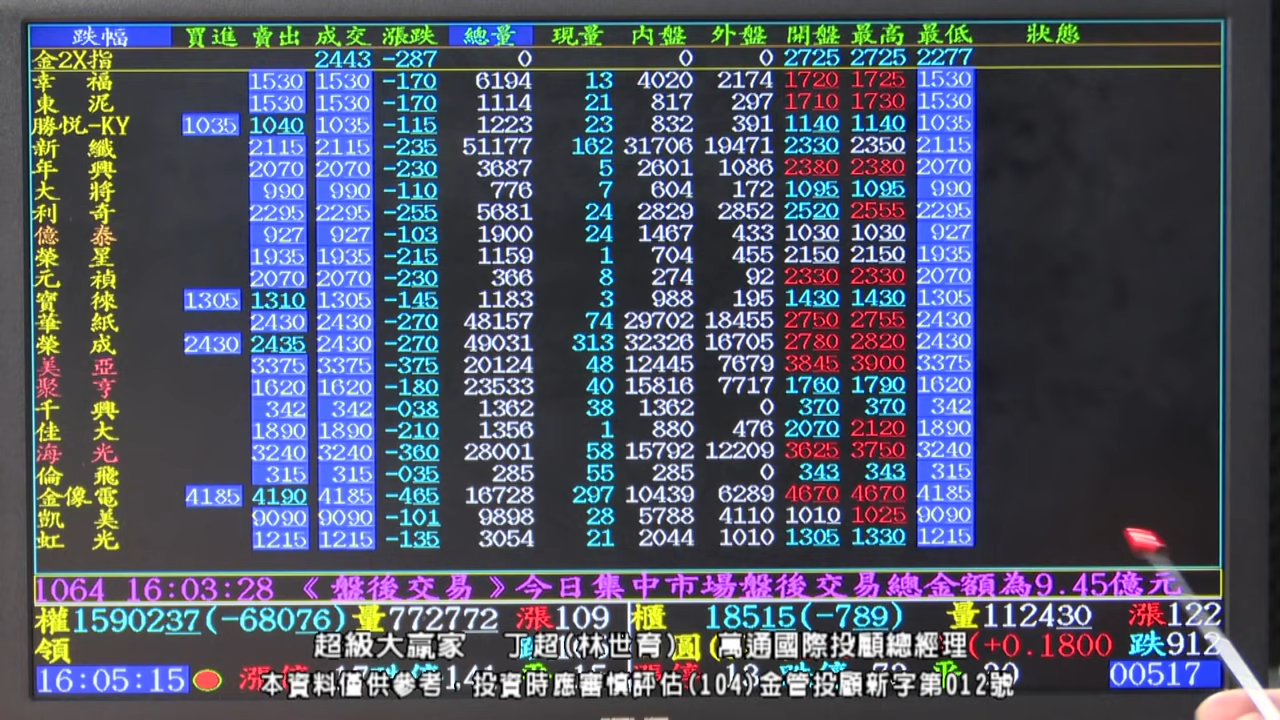 跌幅 買進 賣出 成交 漲跌 總量 現量 內盤 外盤 開盤 最高 最低 狀態
金2X指 2443 -287 0 0 0 2725 2725 2277
幸福 1530 1530 -170 6194 13 4020 2174 1720 1725 1530
東泥 1530 1530 -170 1114 21 817 297 1710 1730 1530
勝悅-KY 1035 1040 1035 -115 1223 23 832 391 1140 1140 1035
新纖 2115 2115 -235 51177 162 31706 19471 2330 2350 2115
年興 2070 2070 -230 3687 5 2601 1086 2380 2380 2070
大將 990 990 -110 776 7 604 172 1095 1095 990
利奇 2295 2295 -255 5681 24 2829 2852 2520 2555 2295
億泰 927 927 -103 1900 24 1467 433 1030 1030 927
榮星 1935 1935 -215 1159 1 704 455 2150 2150 1935
元禎 2070 2070 -230 366 8 274 92 2330 2330 2070
寶徠 1305 1310 1305 -145 1183 3 988 195 1430 1430 1305
華紙 2430 2430 -270 48157 74 29702 18455 2750 2755 2430
榮成 2430 2435 2430 -270 49031 313 32326 16705 2780 2820 2430
美亞 3375 3375 -375 20124 48 12445 7679 3845 3900 3375
聚亨 1620 1620 -180 23533 40 15816 7717 1760 1790 1620
千興 342 342 -038 1362 38 1362 0 370 370 342
佳大 1890 1890 -210 1356 1 880 476 2070 2120 1890
海光 3240 3240 -360 28001 58 15792 12209 3625 3750 3240
倫飛 315 315 -035 285 55 285 0 343 343 315
金像電 4185 4190 4185 -465 16728 297 10439 6289 4670 4670 4185
凱美 9090 9090 -101 9898 28 5788 4110 1010 1025 9090
虹光 1215 1215 -135 3054 21 2044 1010 1305 1330 1215
1064 16:03:28 《盤後交易》今日集中市場盤後交易總金額為9.45億元
權1590237(-68076)量772772 漲109 櫃 18515(-789) 量112430 漲122
領 (+0.1800 跌912
超級大贏家 丁超(林世育) 萬通國際投顧總經理
16:05:15 00517
本資料僅供參考，投資時應審慎評估(104)金管投顧新字第012號